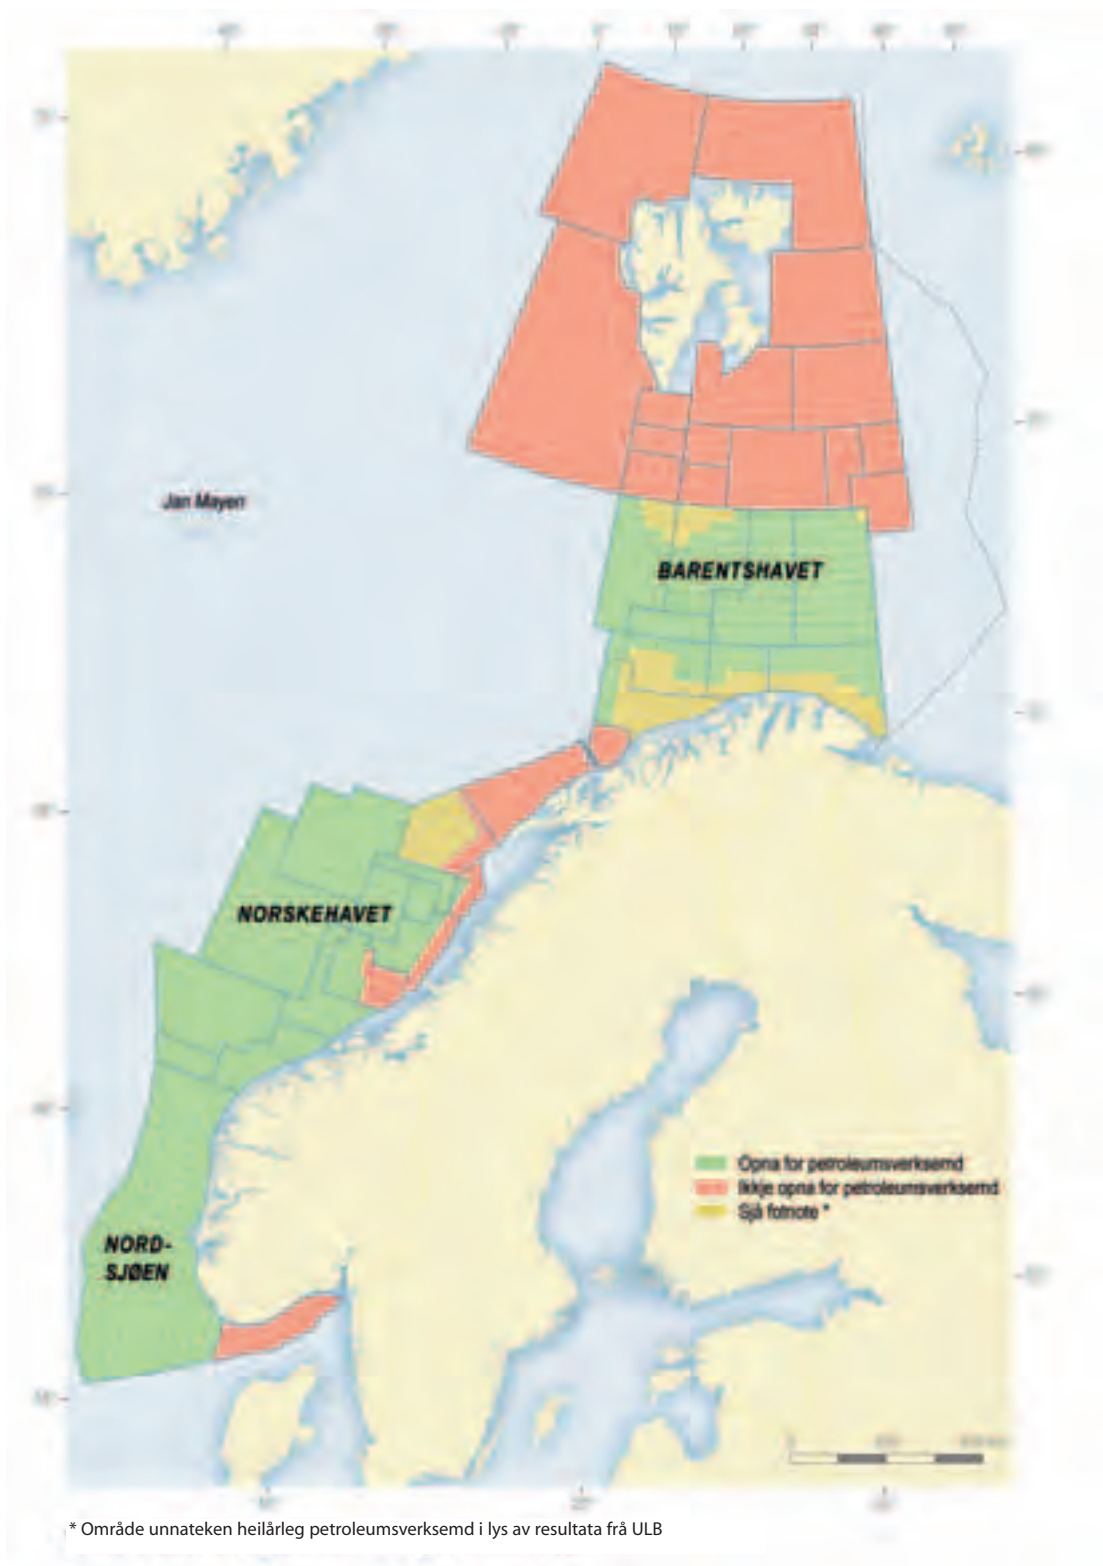 Jan Mayen
BARENTSHAVET
NORSKEHAVET
Opna for petroleumsverksemd
Ikkje opna for petroleumsverksemd
Sjå fotnote *
NORD-
SJØEN
* Område unnateken heilårleg petroleumsverksemd i lys av resultata frå ULB